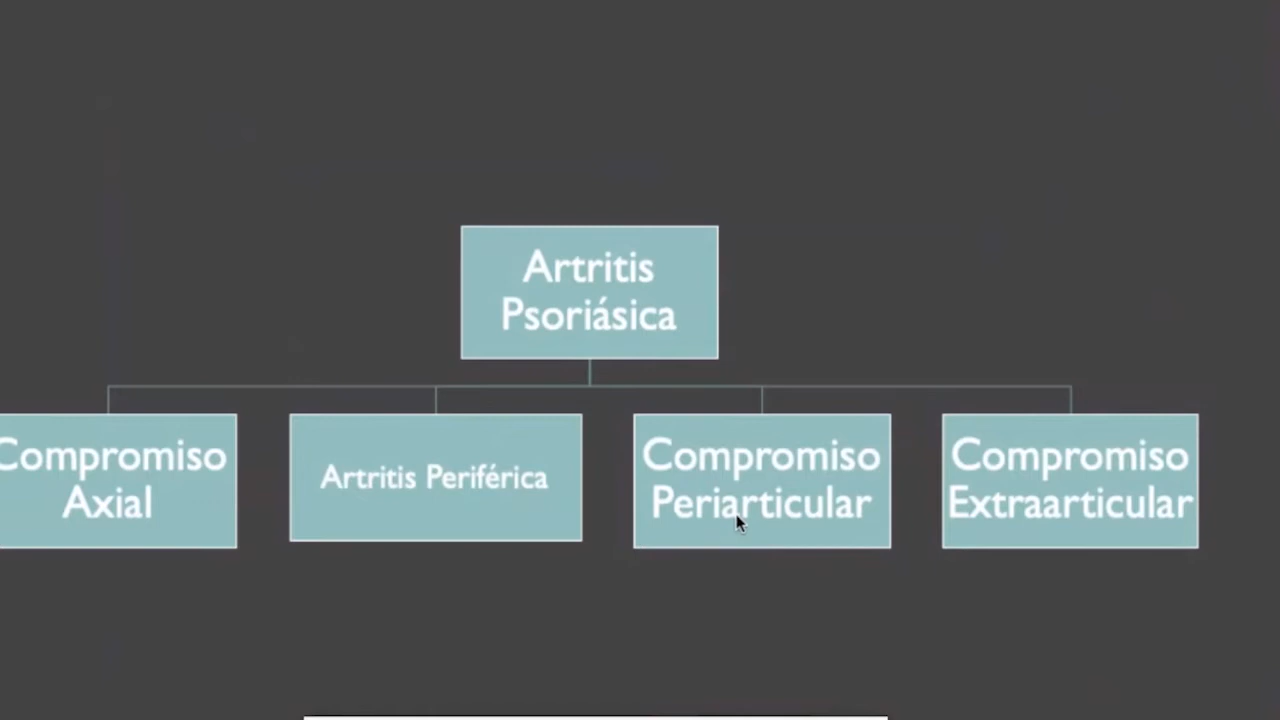 Artritis
Psoriásica
Compromiso
Axial
Artritis Periférica
Compromiso
Periarticular
Compromiso
Extraarticular